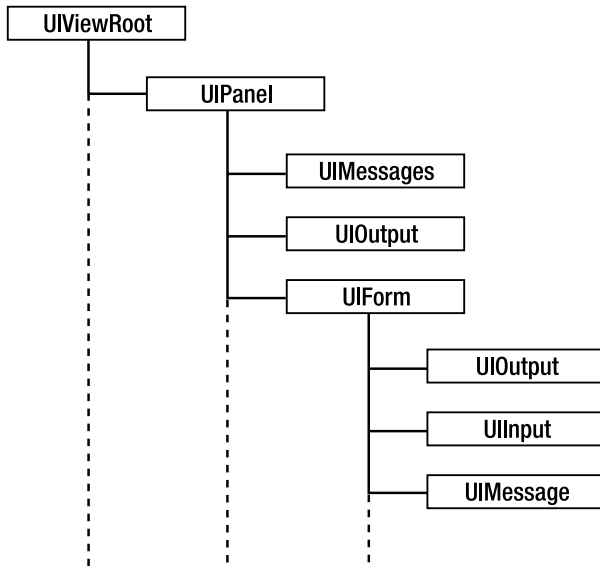 UIViewRoot
UIPanel
UIMessages
UIOutput
UIForm
UIOutput
UIInput
UIMessage